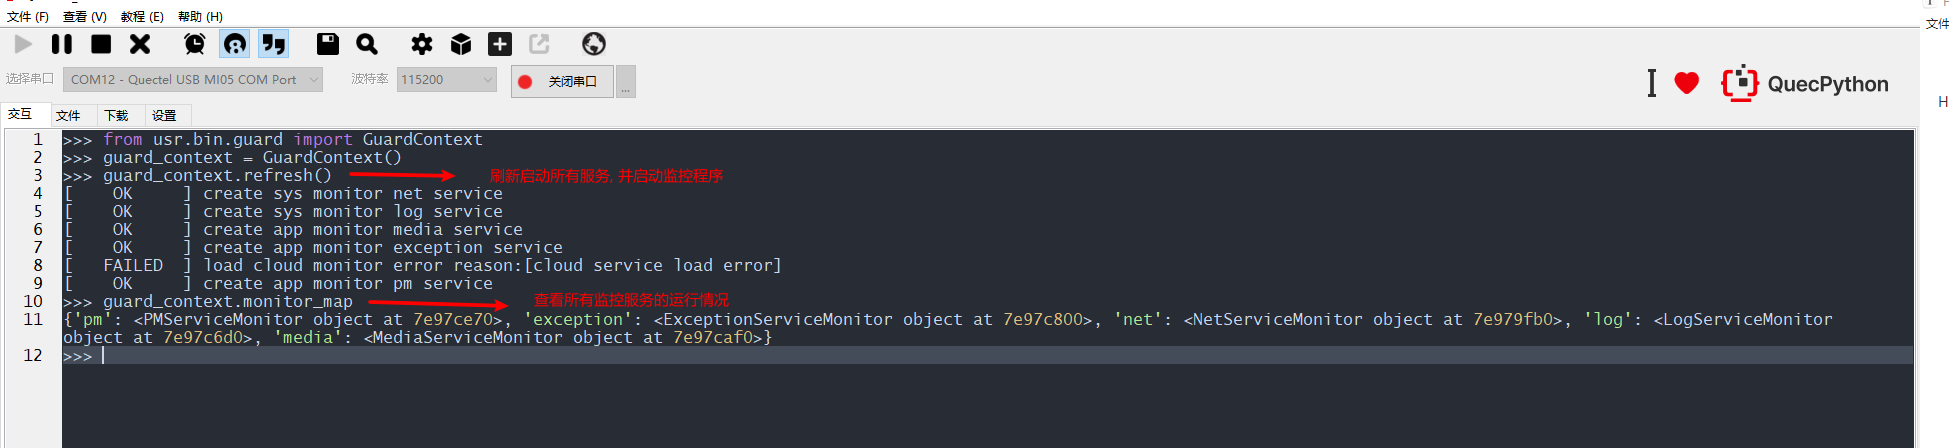 文件 (F) 查看 (V) 教程 (E) 帮助 (H)
文件
选择串口 COM12 - Quectel USB MI05 COM Port 波特率 115200 关闭串口 ...
QuecPython
H
交互 文件 下载 设置
1 >>> from usr.bin.guard import GuardContext
2 >>> guard_context = GuardContext()
3 >>> guard_context.refresh() 刷新启动所有服务, 并启动监控程序
4 [    OK     ] create sys monitor net service
5 [    OK     ] create sys monitor log service
6 [    OK     ] create app monitor media service
7 [    OK     ] create app monitor exception service
8 [   FAILED  ] load cloud monitor error reason:[cloud service load error]
9 [    OK     ] create app monitor pm service
10 >>> guard_context.monitor_map 查看所有监控服务的运行情况
11 {'pm': <PMServiceMonitor object at 7e97ce70>, 'exception': <ExceptionServiceMonitor object at 7e97c800>, 'net': <NetServiceMonitor object at 7e979fb0>, 'log': <LogServiceMonitor
object at 7e97c6d0>, 'media': <MediaServiceMonitor object at 7e97caf0>}
12 >>>